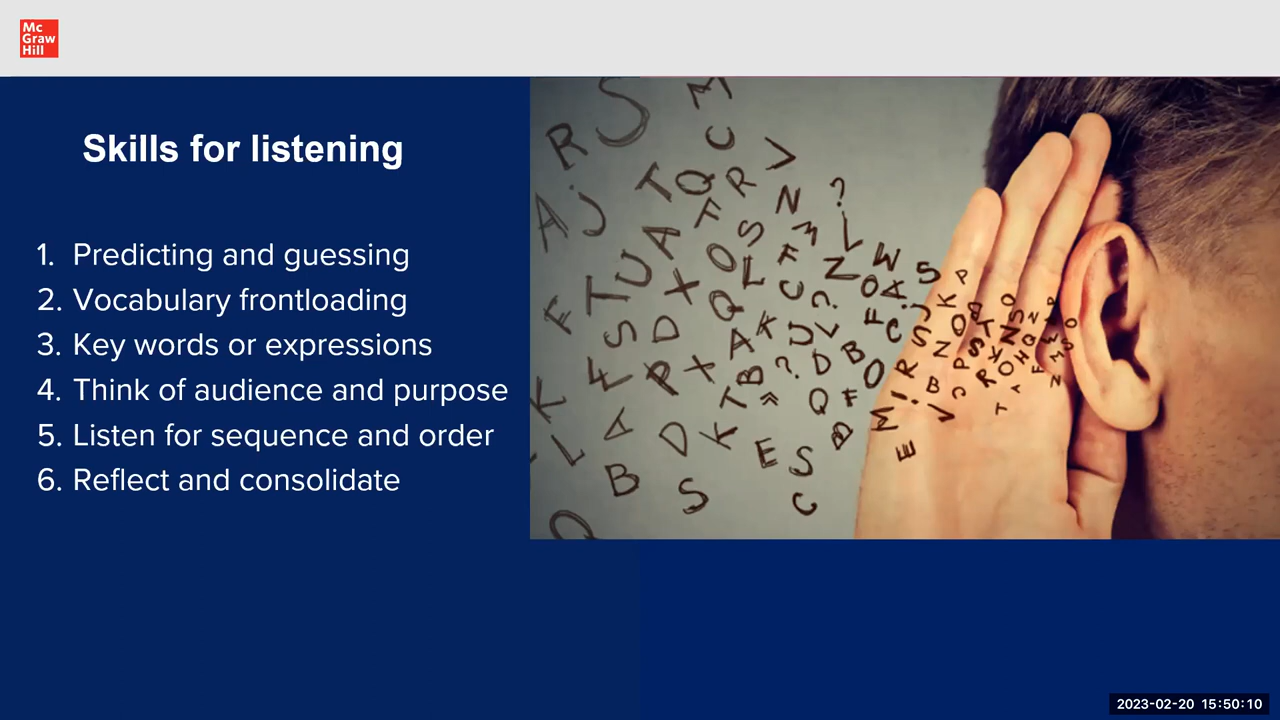 Mc
Graw
Hill
Skills for listening
1. Predicting and guessing
2. Vocabulary frontloading
3. Key words or expressions
4. Think of audience and purpose
5. Listen for sequence and order
6. Reflect and consolidate
2023-02-20 15:50:10